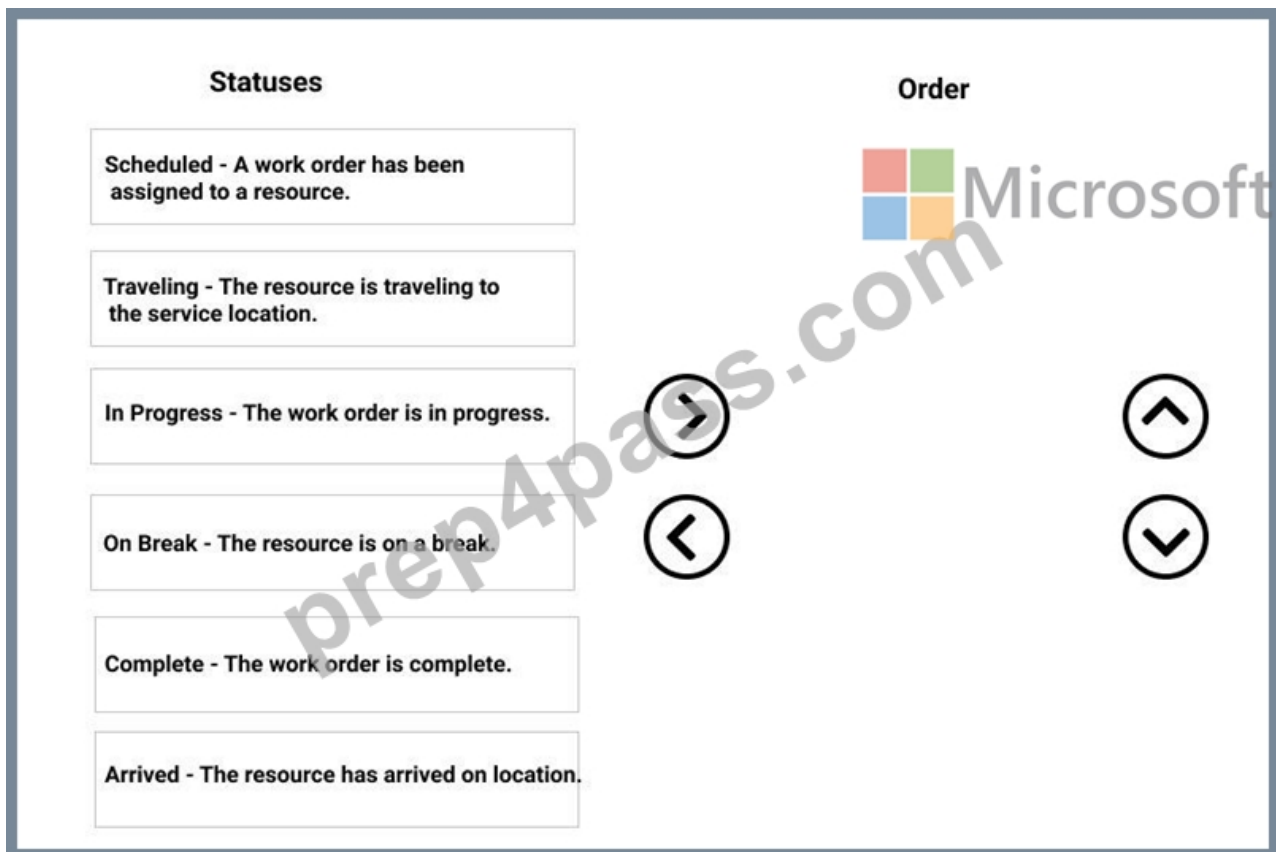 Statuses
Order
Scheduled - A work order has been
assigned to a resource.
Microsoft
Traveling - The resource is traveling to
the service location.
In Progress - The work order is in progress.
On Break - The resource is on a break.
Complete - The work order is complete.
Arrived - The resource has arrived on location.
prep4pass.com